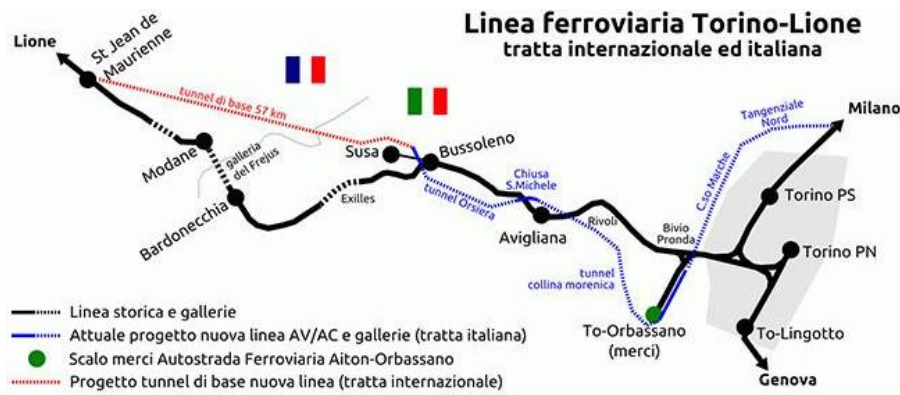 Linea ferroviaria Torino-Lione
tratta internazionale ed italiana
Lione
St Jean de
Maurienne
tunnel di base 57 km
Modane
galleria
del Frejus
Bardonecchia
Susa
Bussoleno
Exilles
tunnel Orsiera
Chiusa
S.Michele
Avigliana
Rivoli
tunnel
collina morenica
Bivio
Pronda
C.so Marche
Tangenziale
Nord
Milano
Torino PS
Torino PN
To-Orbassano
(merci)
To-Lingotto
Genova
Linea storica e gallerie
Attuale progetto nuova linea AV/AC e gallerie (tratta italiana)
Scalo merci Autostrada Ferroviaria Aiton-Orbassano
Progetto tunnel di base nuova linea (tratta internazionale)